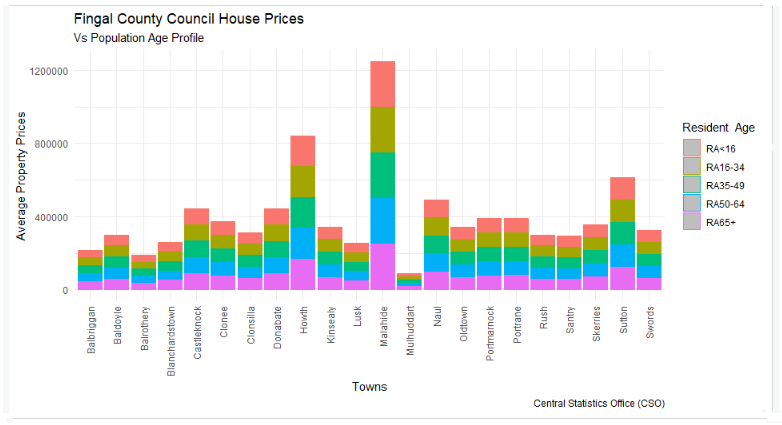 Fingal County Council House Prices
Vs Population Age Profile
Average Property Prices
1200000
800000
400000
0
Balbriggan
Baldoyle
Balrothery
Blanchardstown
Castleknock
Clonee
Clonsilla
Donabate
Howth
Kinsealy
Lusk
Malahide
Mulhuddart
Naul
Oldtown
Portmarnock
Portrane
Rush
Santry
Skerries
Sutton
Swords
Towns
Resident Age
RA<16
RA16-34
RA35-49
RA50-64
RA65+
Central Statistics Office (CSO)